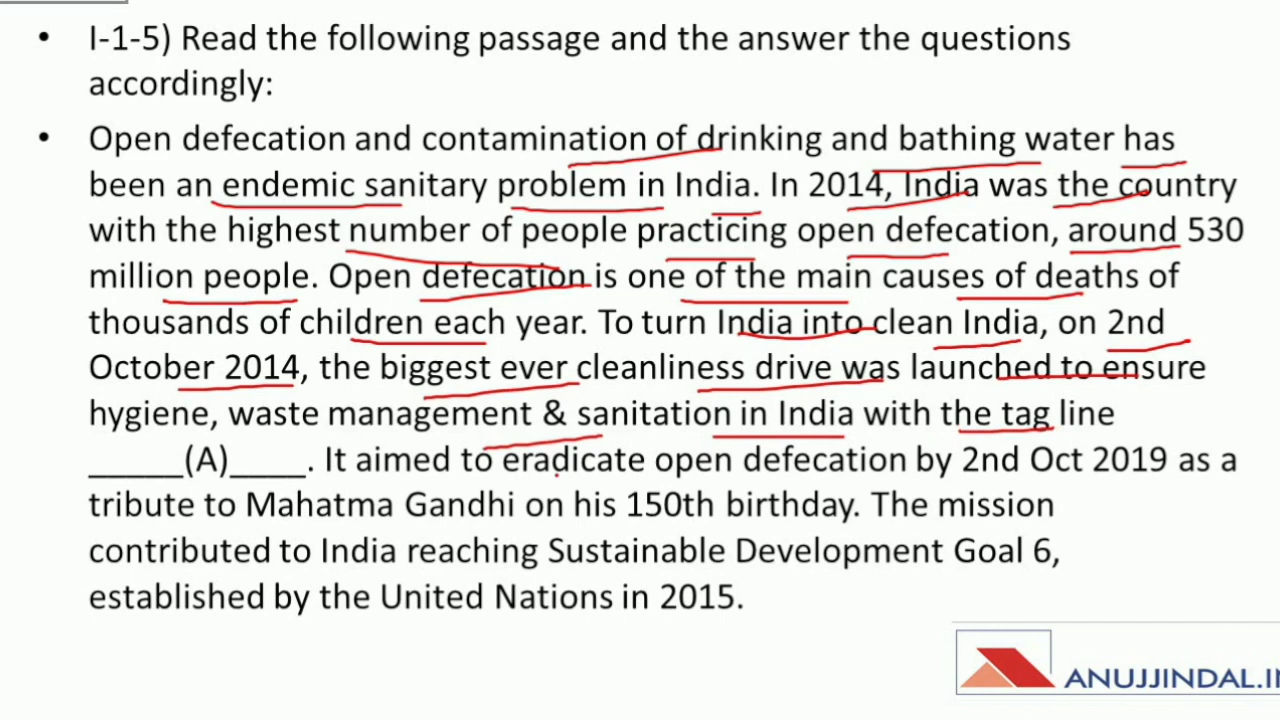 • I-1-5) Read the following passage and the answer the questions
accordingly:
• Open defecation and contamination of drinking and bathing water has
been an endemic sanitary problem in India. In 2014, India was the country
with the highest number of people practicing open defecation, around 530
million people. Open defecation is one of the main causes of deaths of
thousands of children each year. To turn India into clean India, on 2nd
October 2014, the biggest ever cleanliness drive was launched to ensure
hygiene, waste management & sanitation in India with the tag line
_____(A)____. It aimed to eradicate open defecation by 2nd Oct 2019 as a
tribute to Mahatma Gandhi on his 150th birthday. The mission
contributed to India reaching Sustainable Development Goal 6,
established by the United Nations in 2015.
ANUJJINDAL.IN